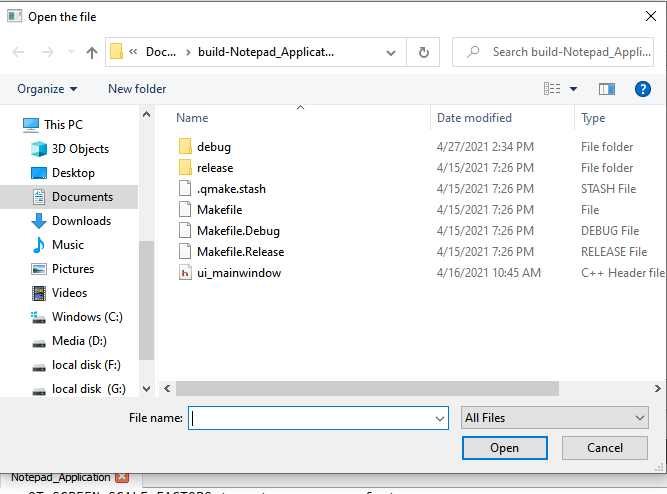 Open the file
« Doc... › build-Notepad_Applicat...
Search build-Notepad_Appli...
Organize New folder
This PC
3D Objects
Desktop
Documents
Downloads
Music
Pictures
Videos
Windows (C:)
Media (D:)
local disk (F:)
local disk (G:)
Name Date modified Type
debug 4/27/2021 2:34 PM File folder
release 4/15/2021 7:26 PM File folder
.qmake.stash 4/15/2021 7:26 PM STASH File
Makefile 4/15/2021 7:26 PM File
Makefile.Debug 4/15/2021 7:26 PM DEBUG File
Makefile.Release 4/15/2021 7:26 PM RELEASE File
ui_mainwindow 4/16/2021 10:45 AM C++ Header file
File name: All Files
Open Cancel
Notepad_Application